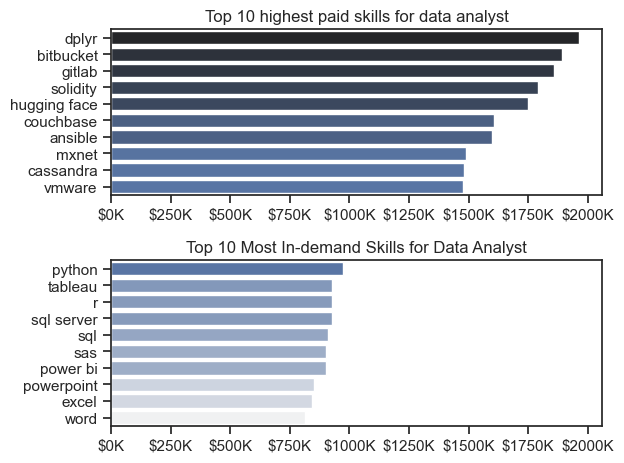 Top 10 highest paid skills for data analyst
dplyr
bitbucket
gitlab
solidity
hugging face
couchbase
ansible
mxnet
cassandra
vmware
$0K $250K $500K $750K $1000K $1250K $1500K $1750K $2000K
Top 10 Most In-demand Skills for Data Analyst
python
tableau
r
sql server
sql
sas
power bi
powerpoint
excel
word
$0K $250K $500K $750K $1000K $1250K $1500K $1750K $2000K